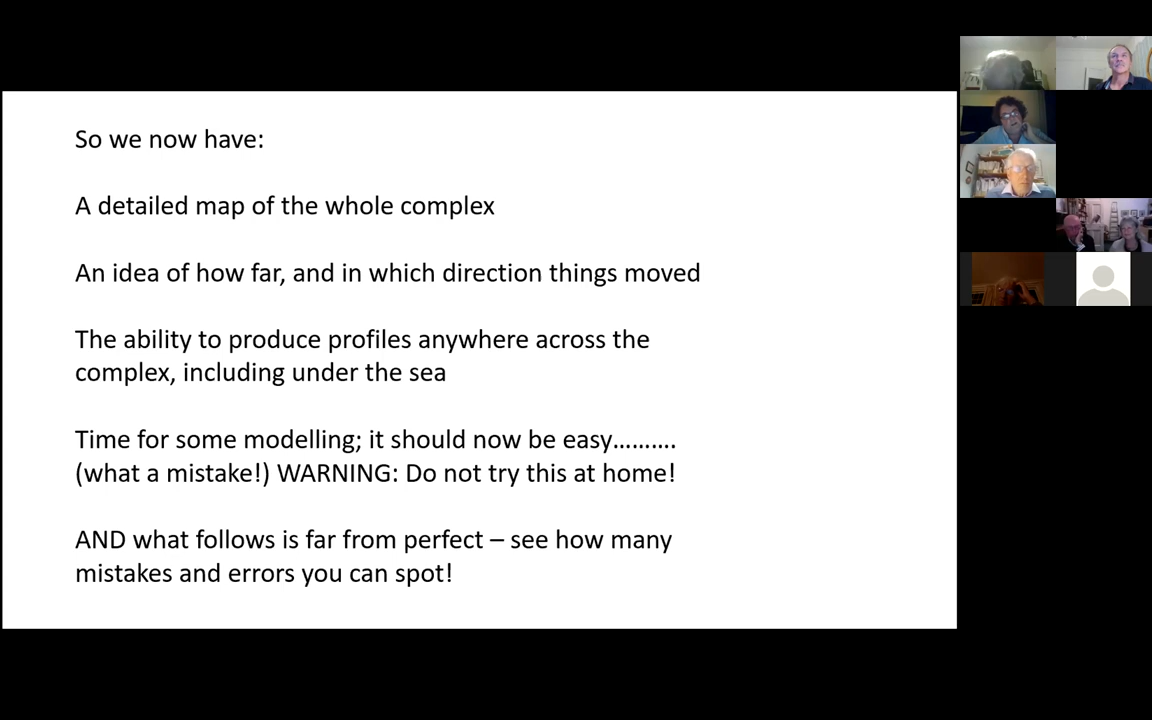 So we now have:
A detailed map of the whole complex
An idea of how far, and in which direction things moved
The ability to produce profiles anywhere across the
complex, including under the sea
Time for some modelling; it should now be easy……….
(what a mistake!) WARNING: Do not try this at home!
AND what follows is far from perfect – see how many
mistakes and errors you can spot!